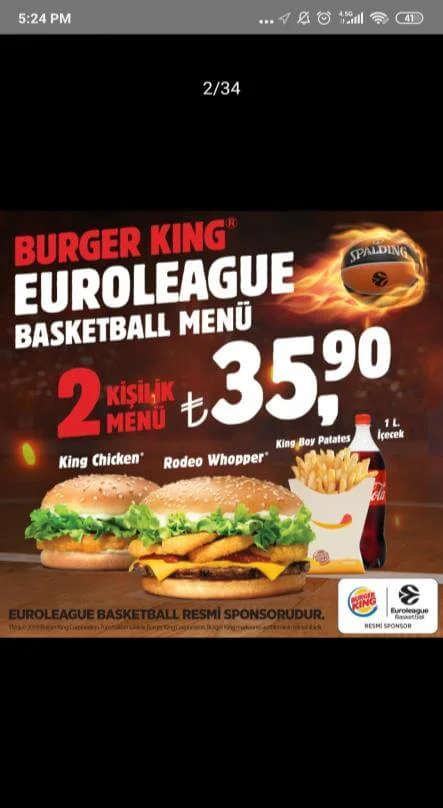 5:24 PM
4.5G
41
2/34
BURGER KING®
EUROLEAGUE
BASKETBALL MENÜ
SPALDING
2 KİŞİLİK MENÜ ₺35,90
King Boy Patates
1 L. İçecek
King Chicken*
Rodeo Whopper*
BURGER KING
Euroleague
Basketball
RESMİ SPONSOR
EUROLEAGUE BASKETBALL RESMİ SPONSORUDUR.